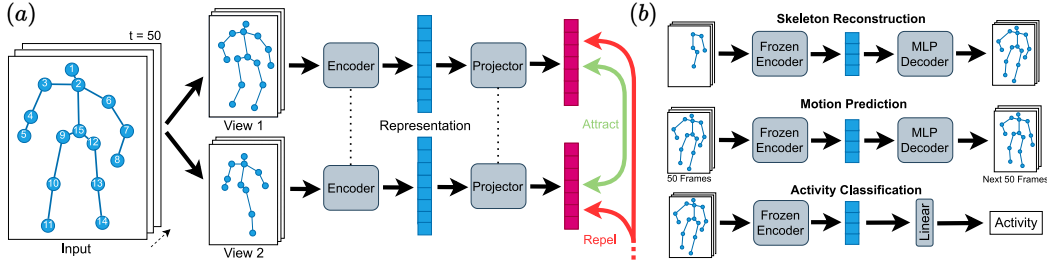 (a)
t = 50
1
2
3
4
5
6
7
8
9
15
12
10
13
11
14
Input
View 1
View 2
Encoder
Projector
Representation
Encoder
Projector
Attract
Repel
(b)
Skeleton Reconstruction
Frozen
Encoder
MLP
Decoder
Motion Prediction
50 Frames
Frozen
Encoder
MLP
Decoder
Next 50 Frames
Activity Classification
Frozen
Encoder
Linear
Activity